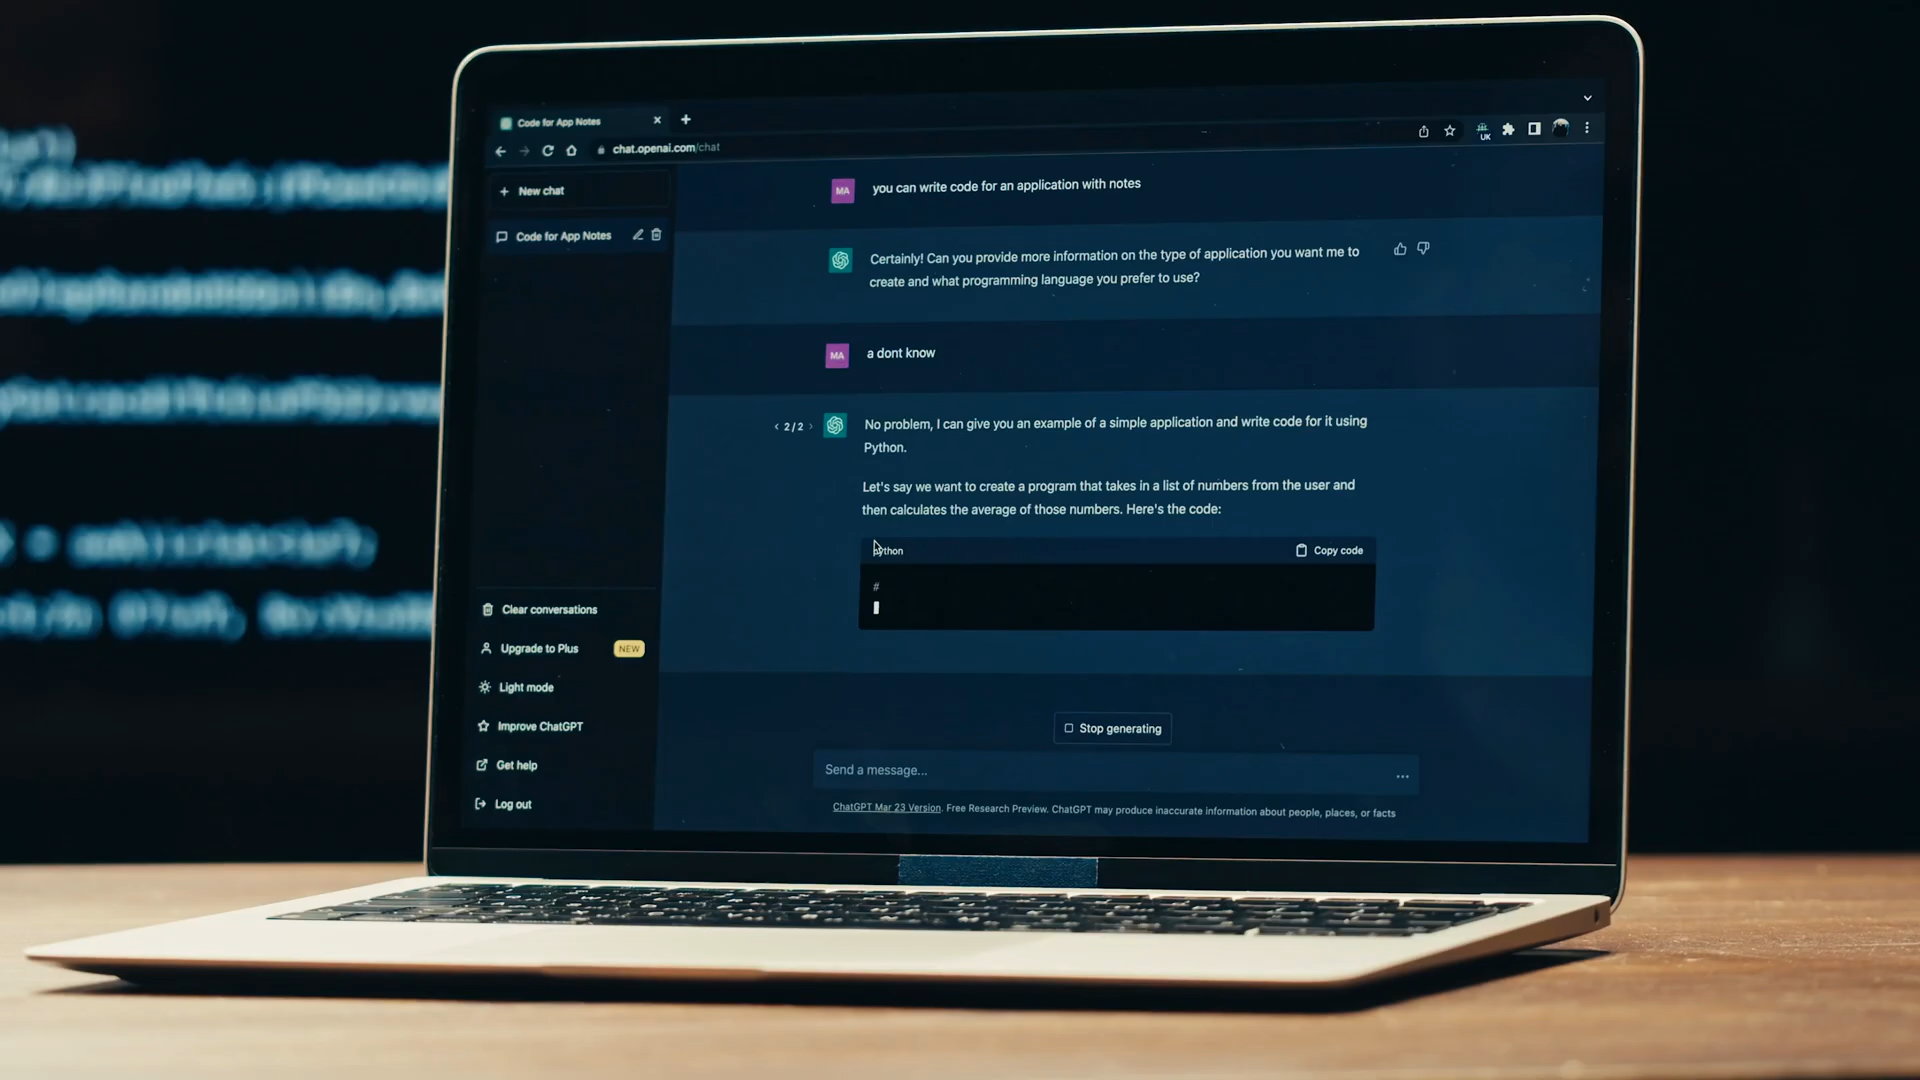 Code for App Notes
chat.openai.com/chat
UK
New chat
Code for App Notes
MA
you can write code for an application with notes
Certainly! Can you provide more information on the type of application you want me to
create and what programming language you prefer to use?
MA
a dont know
2 / 2
No problem, I can give you an example of a simple application and write code for it using
Python.
Let's say we want to create a program that takes in a list of numbers from the user and
then calculates the average of those numbers. Here's the code:
Copy code
#
Clear conversations
Upgrade to Plus
NEW
Light mode
Improve ChatGPT
Get help
Log out
Stop generating
Send a message...
ChatGPT Mar 23 Version. Free Research Preview. ChatGPT may produce inaccurate information about people, places, or facts